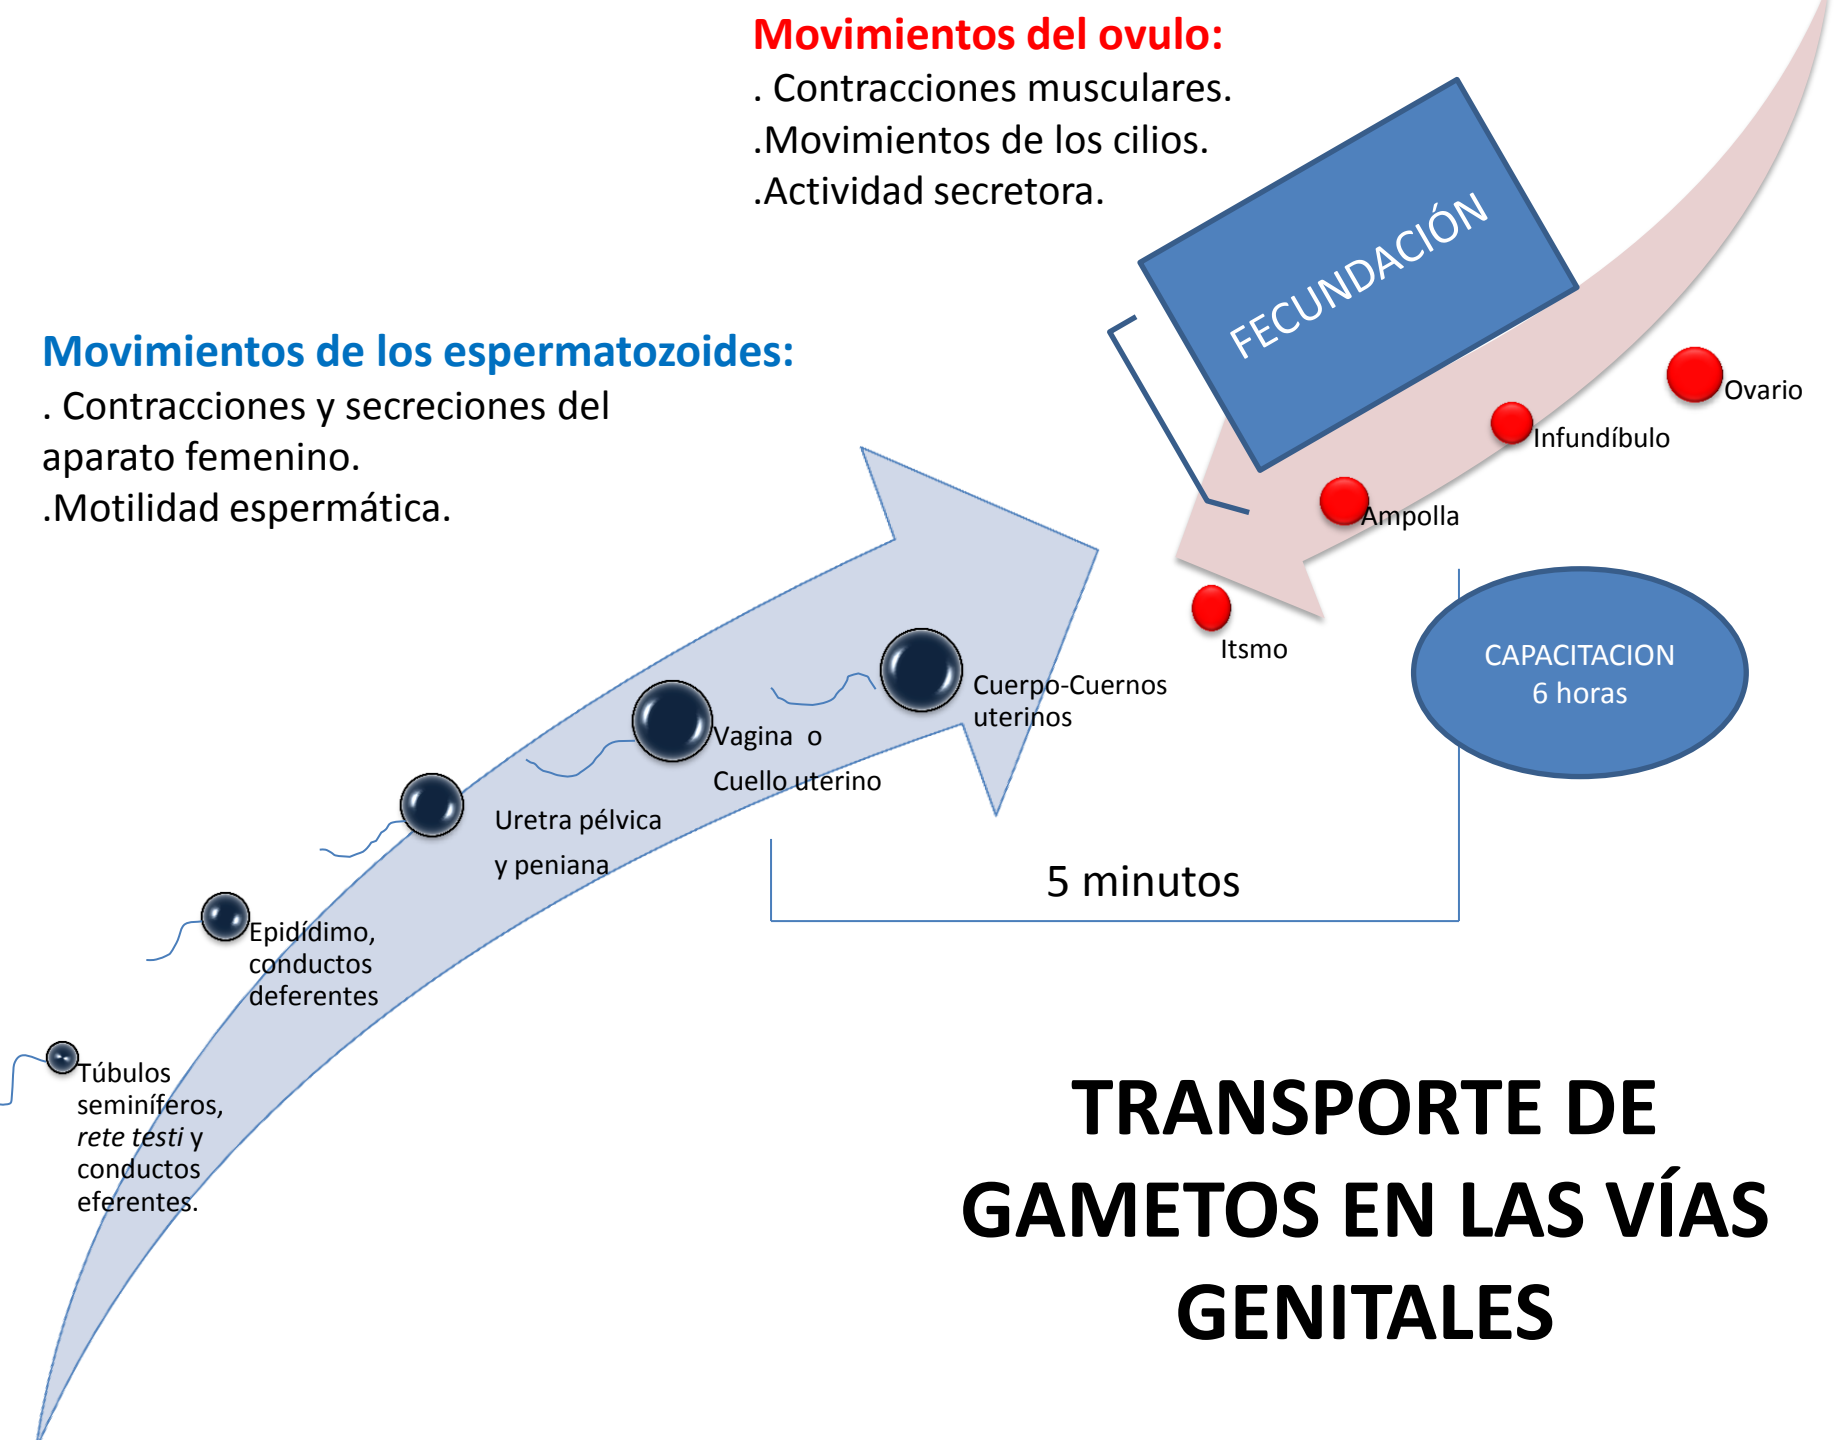 Movimientos del ovulo:
. Contracciones musculares.
.Movimientos de los cilios.
.Actividad secretora.
FECUNDACIÓN
Movimientos de los espermatozoides:
. Contracciones y secreciones del
aparato femenino.
.Motilidad espermática.
Ovario
Infundíbulo
Ampolla
Itsmo
CAPACITACION
6 horas
Cuerpo-Cuernos
uterinos
Vagina o
Cuello uterino
Uretra pélvica
y peniana
5 minutos
Epidídimo,
conductos
deferentes
Túbulos
seminíferos,
rete testi y
conductos
eferentes.
TRANSPORTE DE
GAMETOS EN LAS VÍAS
GENITALES